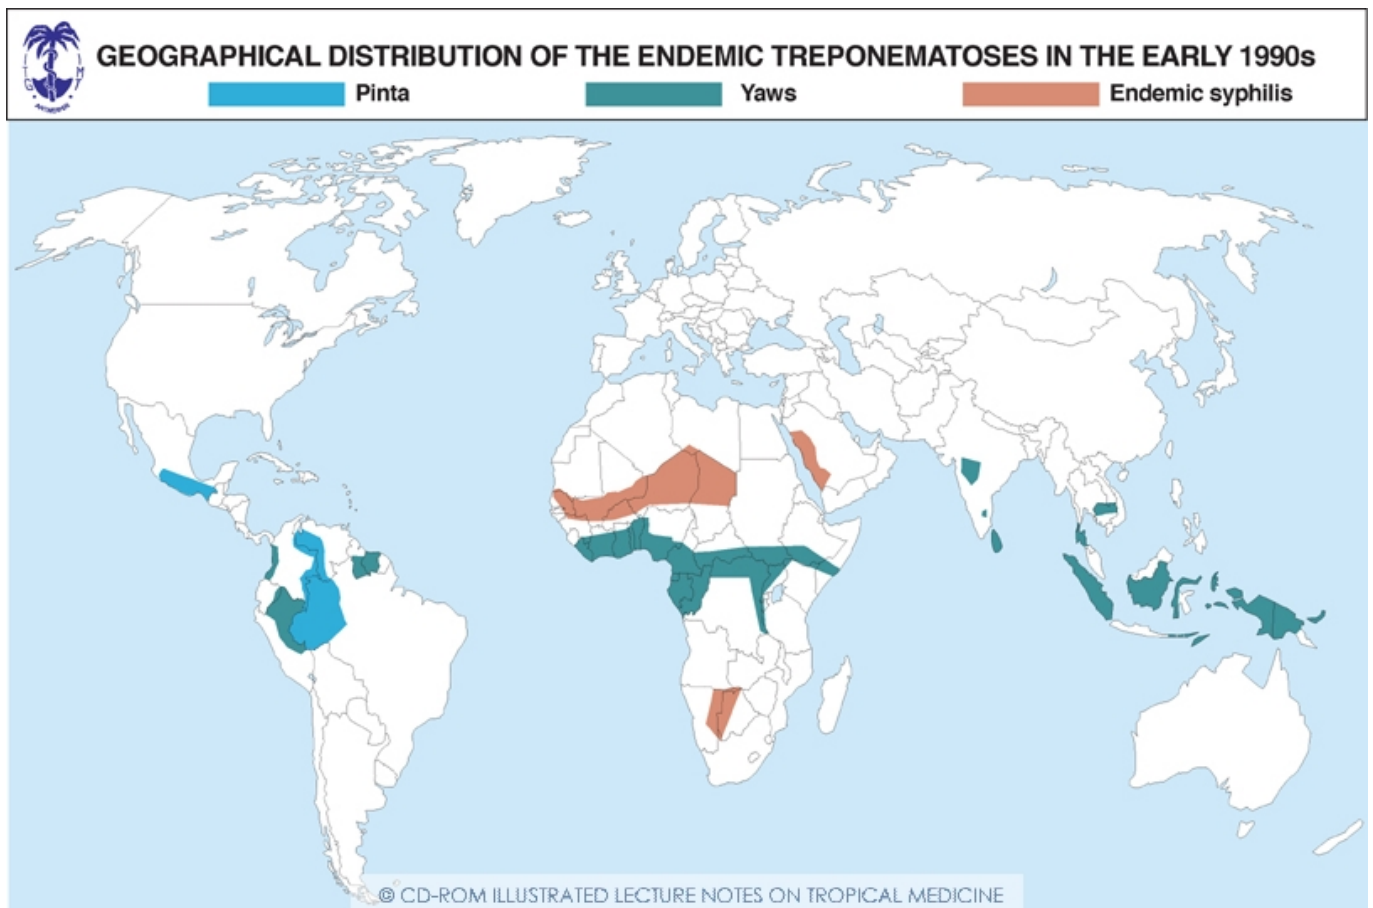 GEOGRAPHICAL DISTRIBUTION OF THE ENDEMIC TREPONEMATOSES IN THE EARLY 1990s
Pinta Yaws Endemic syphilis
© CD-ROM ILLUSTRATED LECTURE NOTES ON TROPICAL MEDICINE